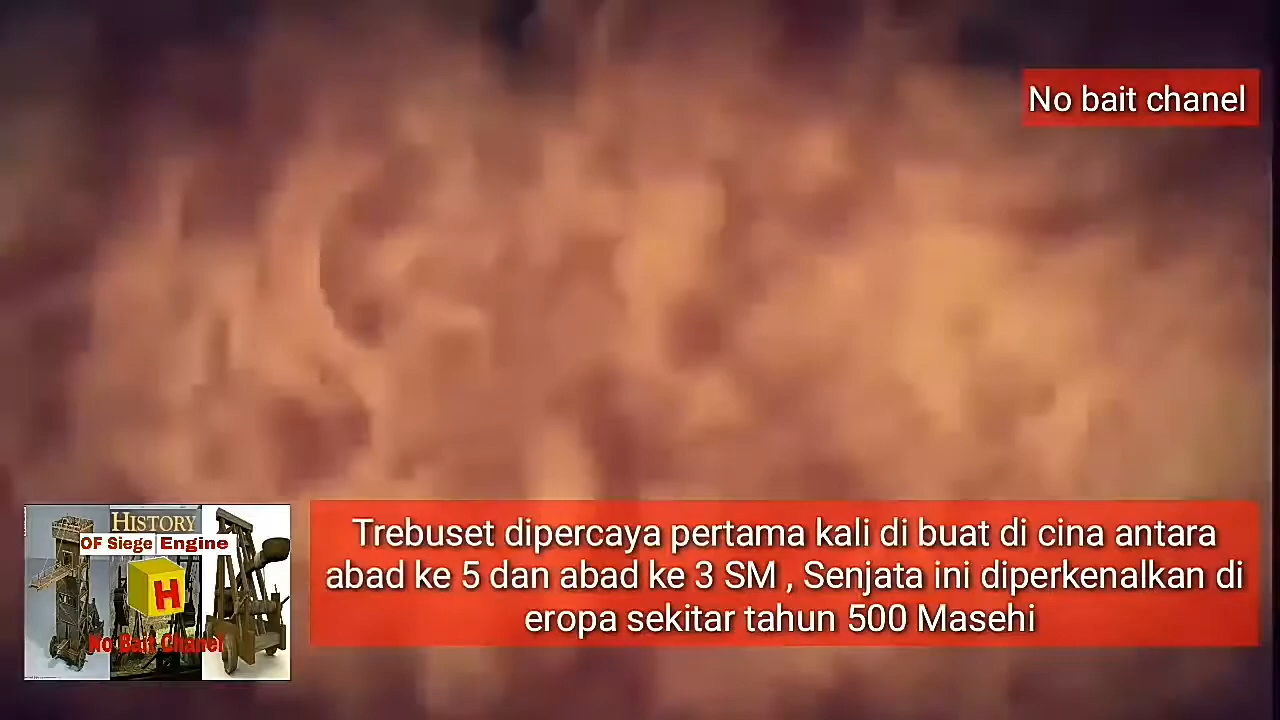 No bait chanel
HISTORY
OF Siege Engine
H
No Bait Chanel
Trebuset dipercaya pertama kali di buat di cina antara
abad ke 5 dan abad ke 3 SM , Senjata ini diperkenalkan di
eropa sekitar tahun 500 Masehi